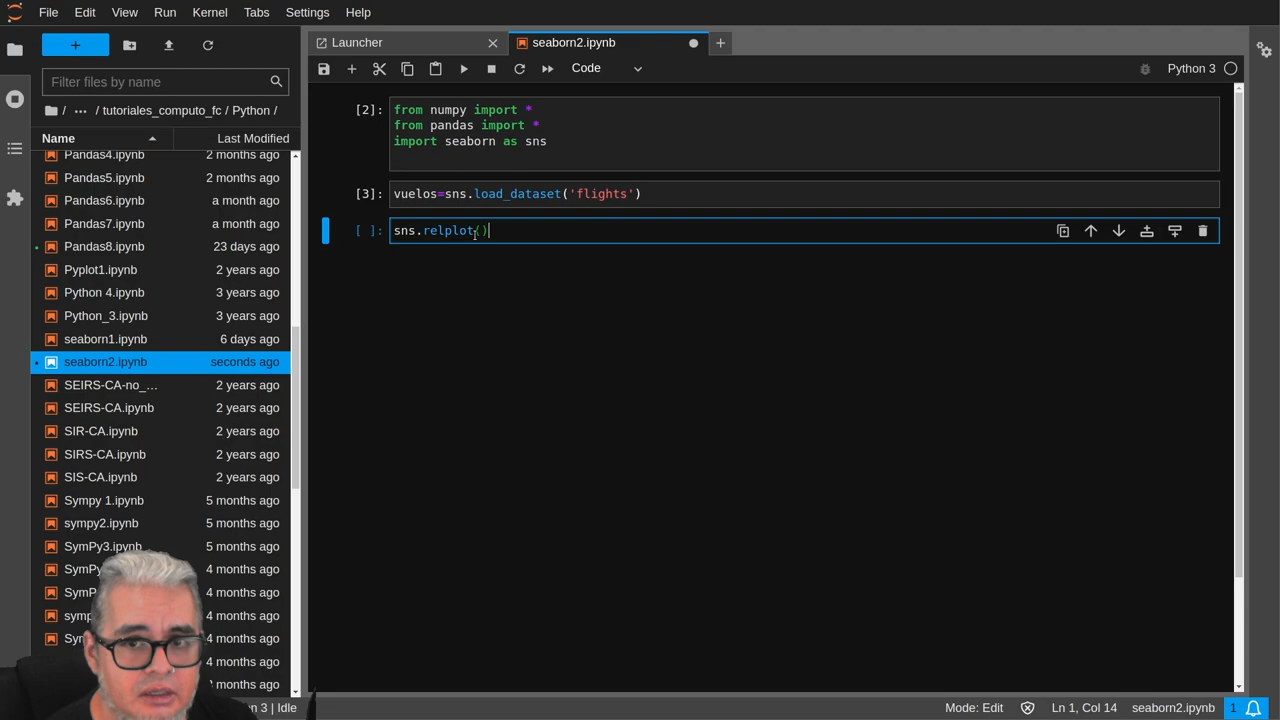 File Edit View Run Kernel Tabs Settings Help
Launcher
seaborn2.ipynb
Filter files by name
Code
Python 3
/ ... / tutoriales_computo_fc / Python /
Name Last Modified
Pandas4.ipynb 2 months ago
Pandas5.ipynb 2 months ago
Pandas6.ipynb a month ago
Pandas7.ipynb a month ago
Pandas8.ipynb 23 days ago
Pyplot1.ipynb 2 years ago
Python 4.ipynb 3 years ago
Python_3.ipynb 3 years ago
seaborn1.ipynb 6 days ago
seaborn2.ipynb seconds ago
SEIRS-CA-no_... 2 years ago
SEIRS-CA.ipynb 2 years ago
SIR-CA.ipynb 2 years ago
SIRS-CA.ipynb 2 years ago
SIS-CA.ipynb 2 years ago
Sympy 1.ipynb 5 months ago
sympy2.ipynb 5 months ago
SymPy3.ipynb 5 months ago
4 months ago
4 months ago
4 months ago
4 months ago
4 months ago
months ago
[2]: from numpy import *
from pandas import *
import seaborn as sns
[3]: vuelos=sns.load_dataset('flights')
[ ]: sns.relplot()
3 | Idle
Mode: Edit
Ln 1, Col 14
seaborn2.ipynb
1